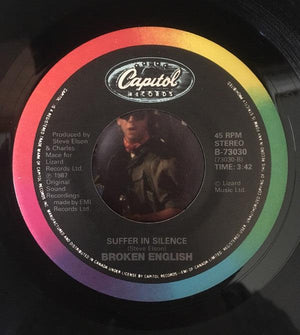 Capitol
RECORDS
Produced by
Steve Elson
& Charles
Mace for
Lizard
Records Ltd.
℗ 1987
Original
Sound
Recordings
made by EMI
Records Ltd.
45 RPM
STEREO
B-73030
(73030-B)
TIME: 3:42
© Lizard
Music Ltd.
SUFFER IN SILENCE
(Steve Elson)
BROKEN ENGLISH